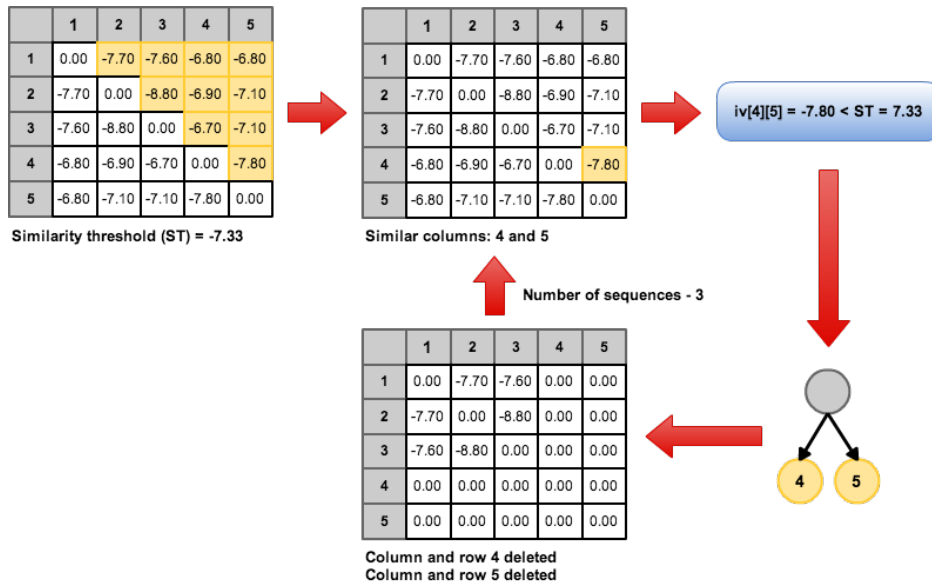 1 2 3 4 5
1 0.00 -7.70 -7.60 -6.80 -6.80
2 -7.70 0.00 -8.80 -6.90 -7.10
3 -7.60 -8.80 0.00 -6.70 -7.10
4 -6.80 -6.90 -6.70 0.00 -7.80
5 -6.80 -7.10 -7.10 -7.80 0.00
Similarity threshold (ST) = -7.33
1 2 3 4 5
1 0.00 -7.70 -7.60 -6.80 -6.80
2 -7.70 0.00 -8.80 -6.90 -7.10
3 -7.60 -8.80 0.00 -6.70 -7.10
4 -6.80 -6.90 -6.70 0.00 -7.80
5 -6.80 -7.10 -7.10 -7.80 0.00
Similar columns: 4 and 5
iv[4][5] = -7.80 < ST = 7.33
Number of sequences - 3
4 5
1 2 3 4 5
1 0.00 -7.70 -7.60 0.00 0.00
2 -7.70 0.00 -8.80 0.00 0.00
3 -7.60 -8.80 0.00 0.00 0.00
4 0.00 0.00 0.00 0.00 0.00
5 0.00 0.00 0.00 0.00 0.00
Column and row 4 deleted
Column and row 5 deleted